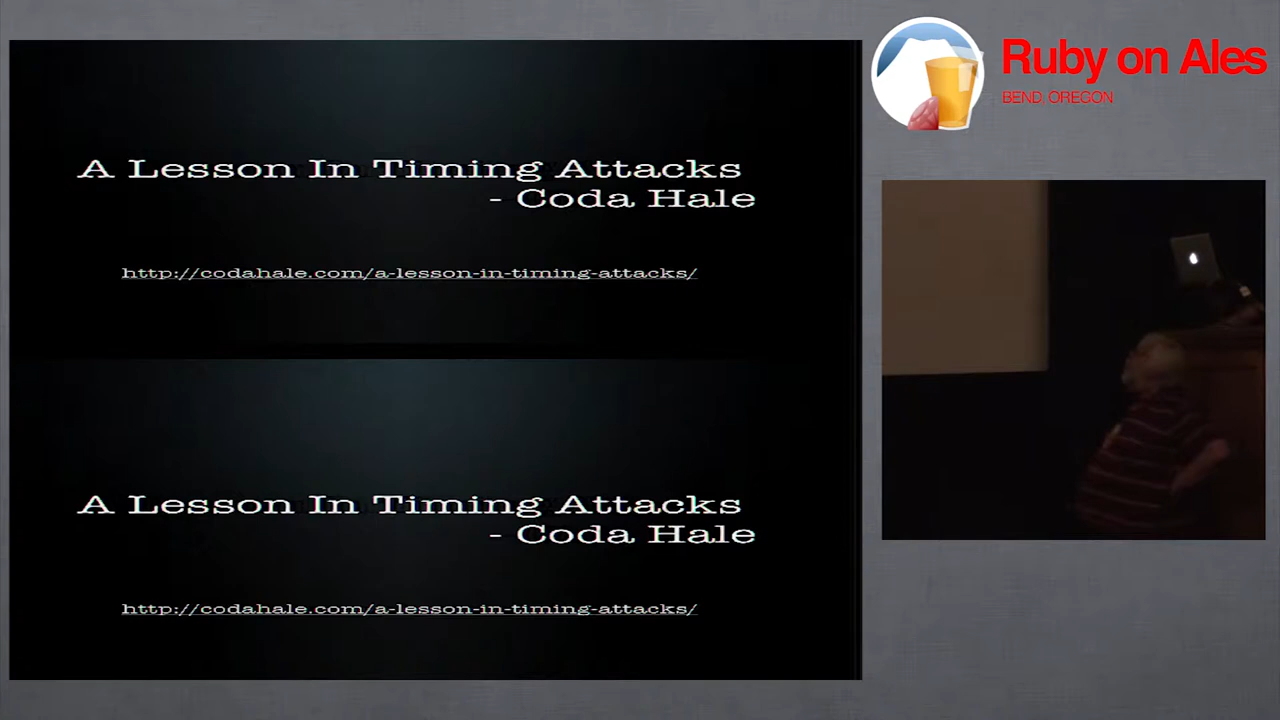 A Lesson In Timing Attacks
- Coda Hale
http://codahale.com/a-lesson-in-timing-attacks/
A Lesson In Timing Attacks
- Coda Hale
http://codahale.com/a-lesson-in-timing-attacks/
Ruby on Ales
BEND, OREGON